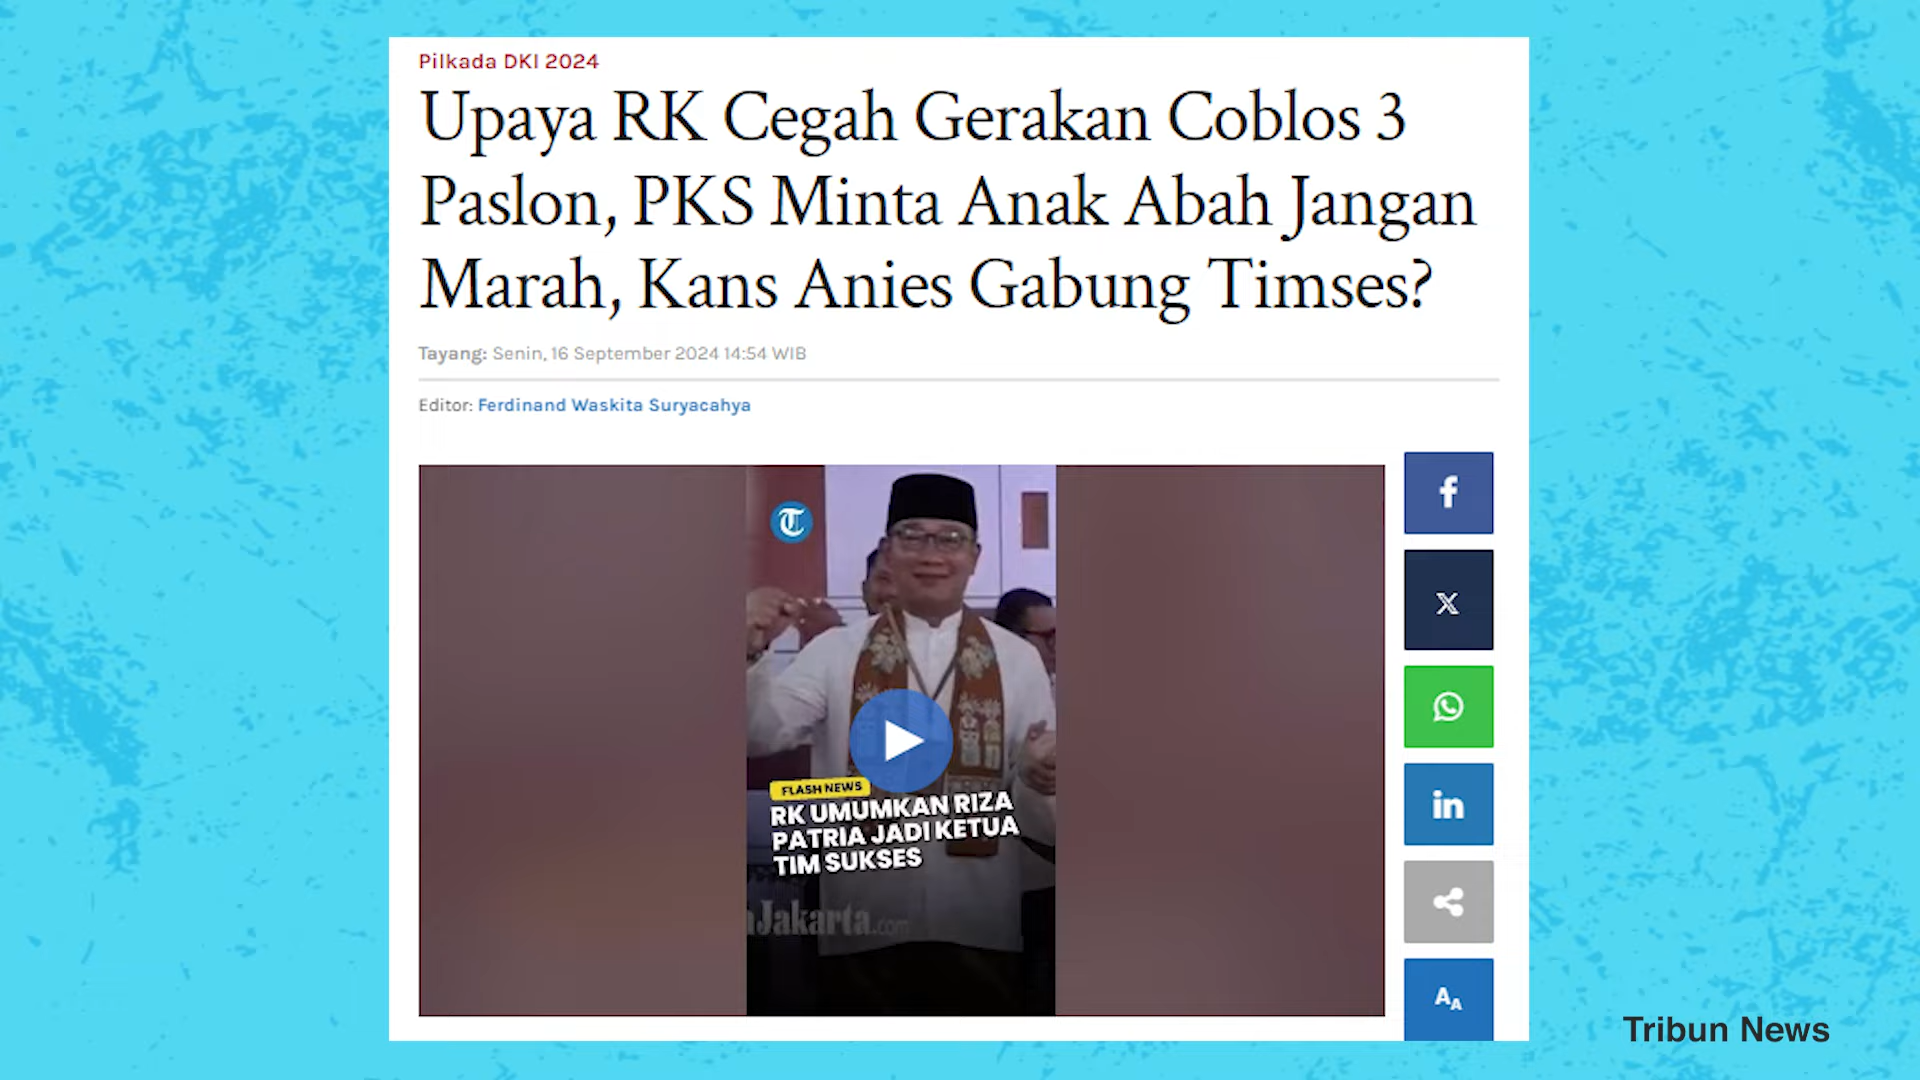 Pilkada DKI 2024
Upaya RK Cegah Gerakan Coblos 3
Paslon, PKS Minta Anak Abah Jangan
Marah, Kans Anies Gabung Timses?
Tayang: Senin, 16 September 2024 14:54 WIB
Editor: Ferdinand Waskita Suryacahya
FLASH NEWS
RK UMUMKAN RIZA
PATRIA JADI KETUA
TIM SUKSES
Jakarta.com
Tribun News